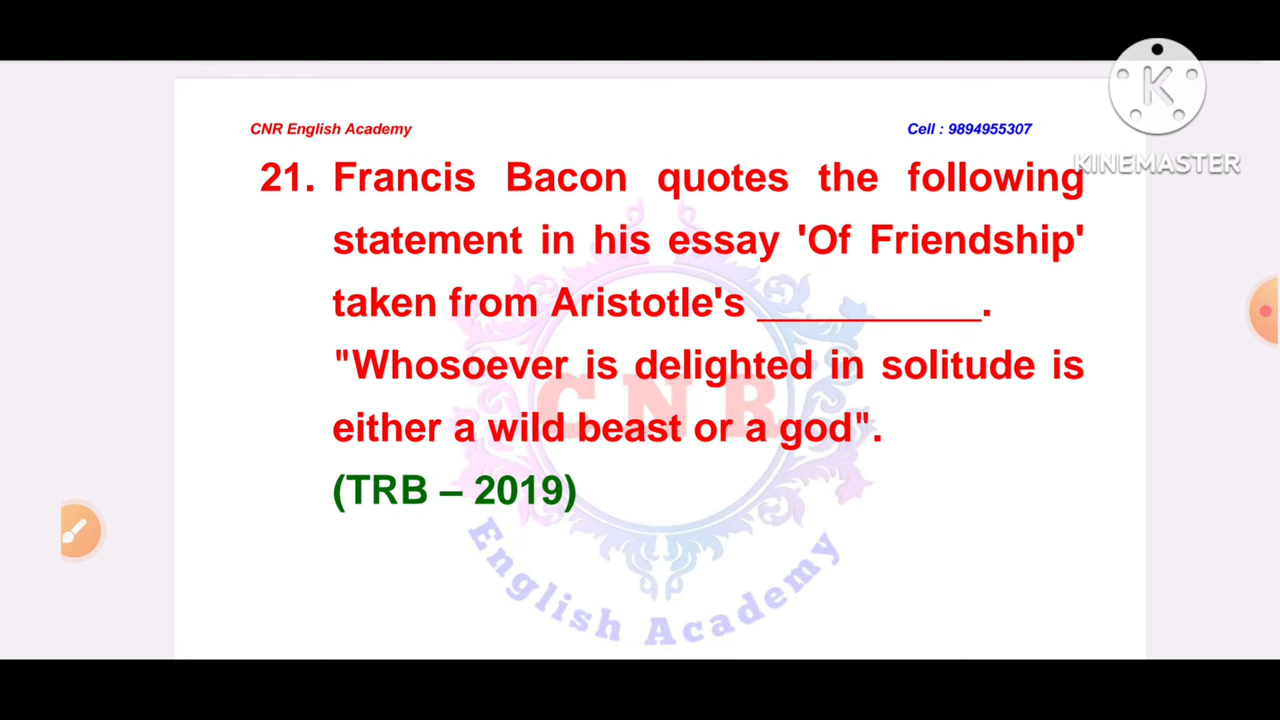 CNR English Academy
Cell : 9894955307
KINEMASTER
21. Francis Bacon quotes the following
statement in his essay 'Of Friendship'
taken from Aristotle's ___________.
"Whosoever is delighted in solitude is
either a wild beast or a god".
(TRB – 2019)
CNR
English Academy